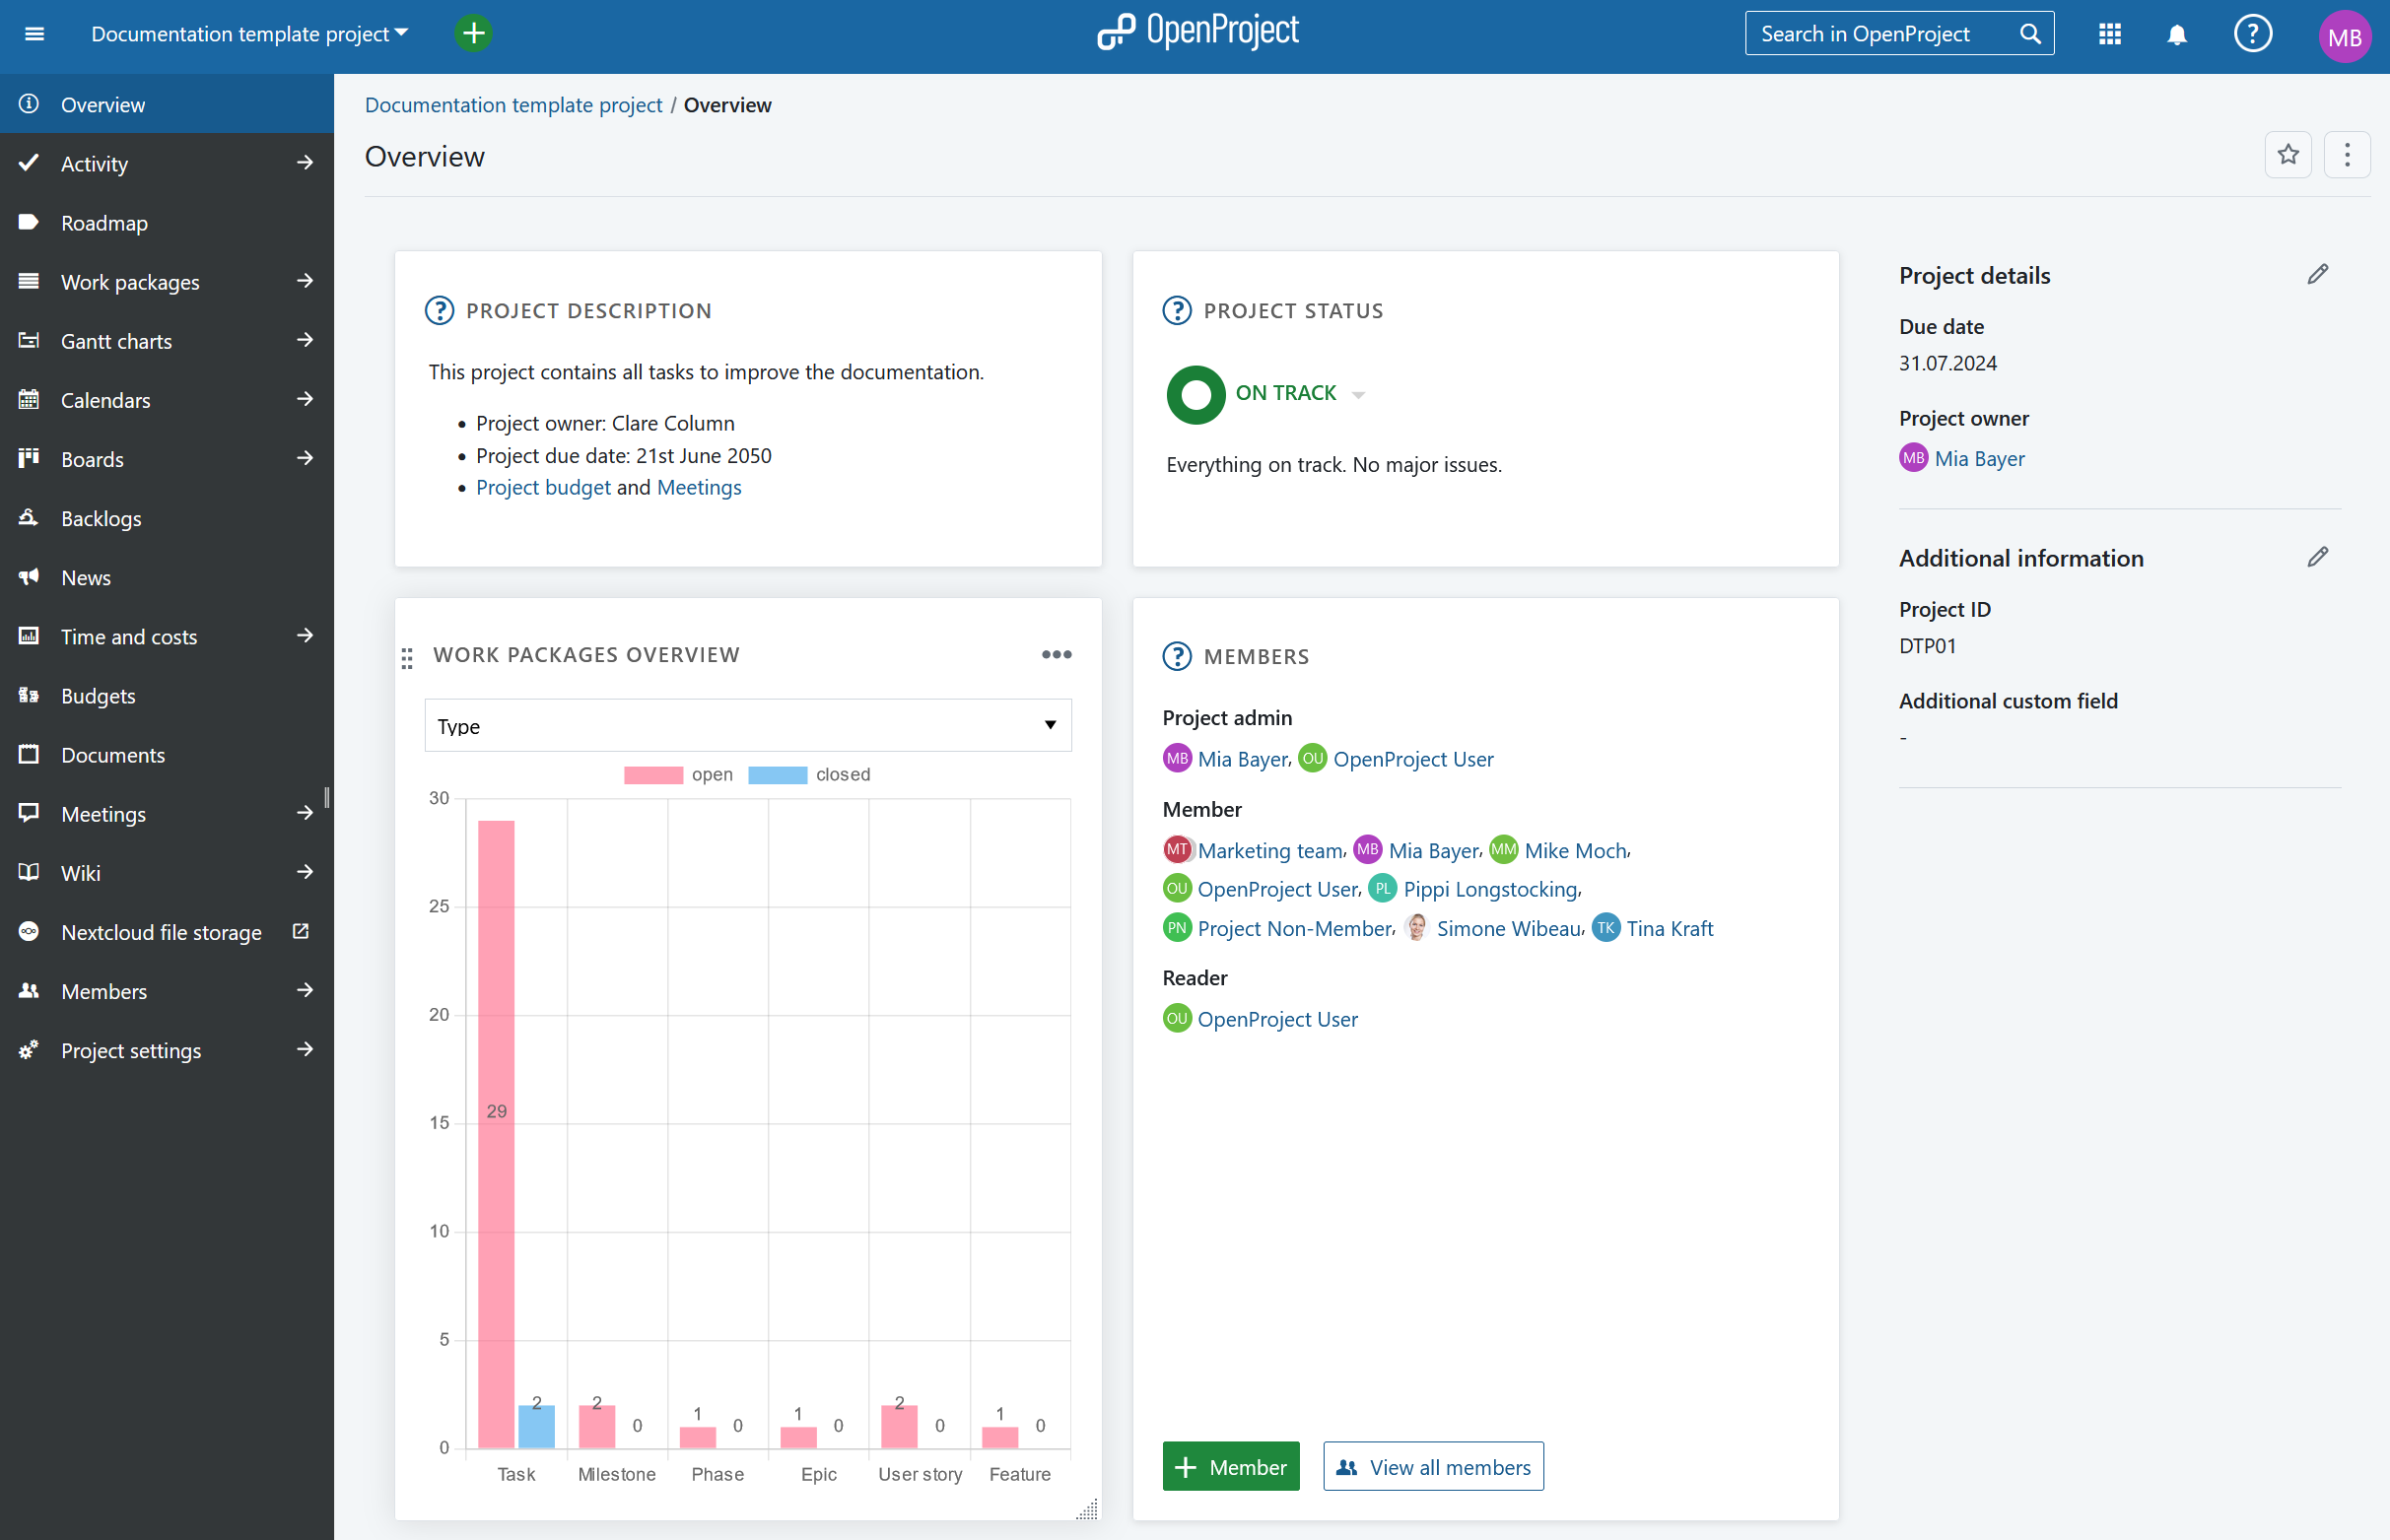 Documentation template project
OpenProject
Search in OpenProject
?
MB
Overview
Activity
Roadmap
Work packages
Gantt charts
Calendars
Boards
Backlogs
News
Time and costs
Budgets
Documents
Meetings
Wiki
Nextcloud file storage
Members
Project settings
Documentation template project / Overview
Overview
? PROJECT DESCRIPTION
This project contains all tasks to improve the documentation.
• Project owner: Clare Column
• Project due date: 21st June 2050
• Project budget and Meetings
? PROJECT STATUS
ON TRACK
Everything on track. No major issues.
WORK PACKAGES OVERVIEW
Type
open closed
30
25
20
15
10
5
0
29
2 2 0 1 0 1 0 2 0 1 0
Task Milestone Phase Epic User story Feature
? MEMBERS
Project admin
MB Mia Bayer, OU OpenProject User
Member
MT Marketing team, MB Mia Bayer, MM Mike Moch,
OU OpenProject User, PL Pippi Longstocking,
PN Project Non-Member, Simone Wibeau, TK Tina Kraft
Reader
OU OpenProject User
+ Member
View all members
Project details
Due date
31.07.2024
Project owner
MB Mia Bayer
Additional information
Project ID
DTP01
Additional custom field
-